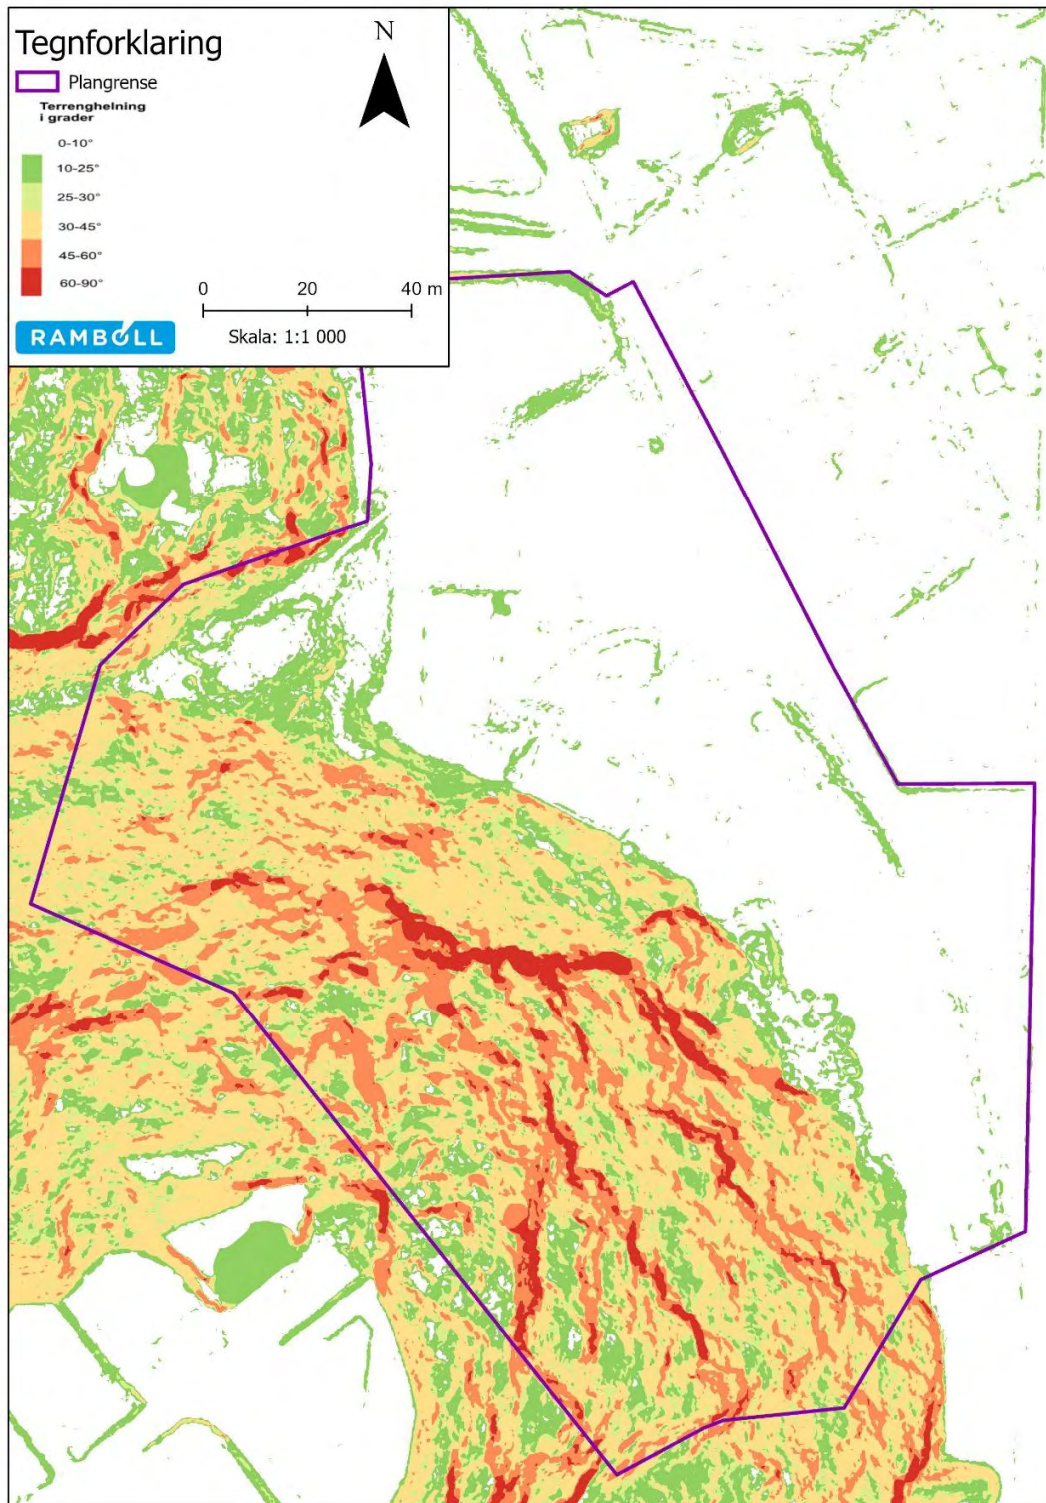 Tegnforklaring
N
Plangrense
Terrenghelning
i grader
0-10°
10-25°
25-30°
30-45°
45-60°
60-90°
0 20 40 m
RAMBOLL
Skala: 1:1 000